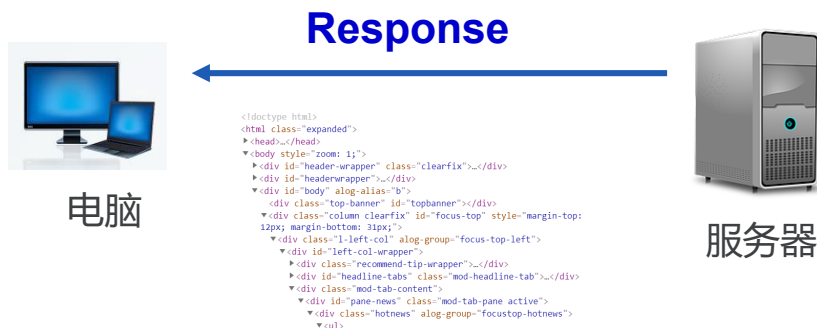 Response
<!doctype html>
<html class="expanded">
▶<head>…</head>
▼<body style="zoom: 1;">
▶<div id="header-wrapper" class="clearfix">…</div>
▶<div id="headerwrapper">…</div>
▼<div id="body" alog-alias="b">
<div class="top-banner" id="topbanner"></div>
▼<div class="column clearfix" id="focus-top" style="margin-top:
12px; margin-bottom: 31px;">
▼<div class="l-left-col" alog-group="focus-top-left">
▼<div id="left-col-wrapper">
▶<div class="recommend-tip-wrapper">…</div>
▶<div id="headline-tabs" class="mod-headline-tab">…</div>
▼<div class="mod-tab-content">
▼<div id="pane-news" class="mod-tab-pane active">
▼<div class="hotnews" alog-group="focustop-hotnews">
▼<ul>
电脑
服务器